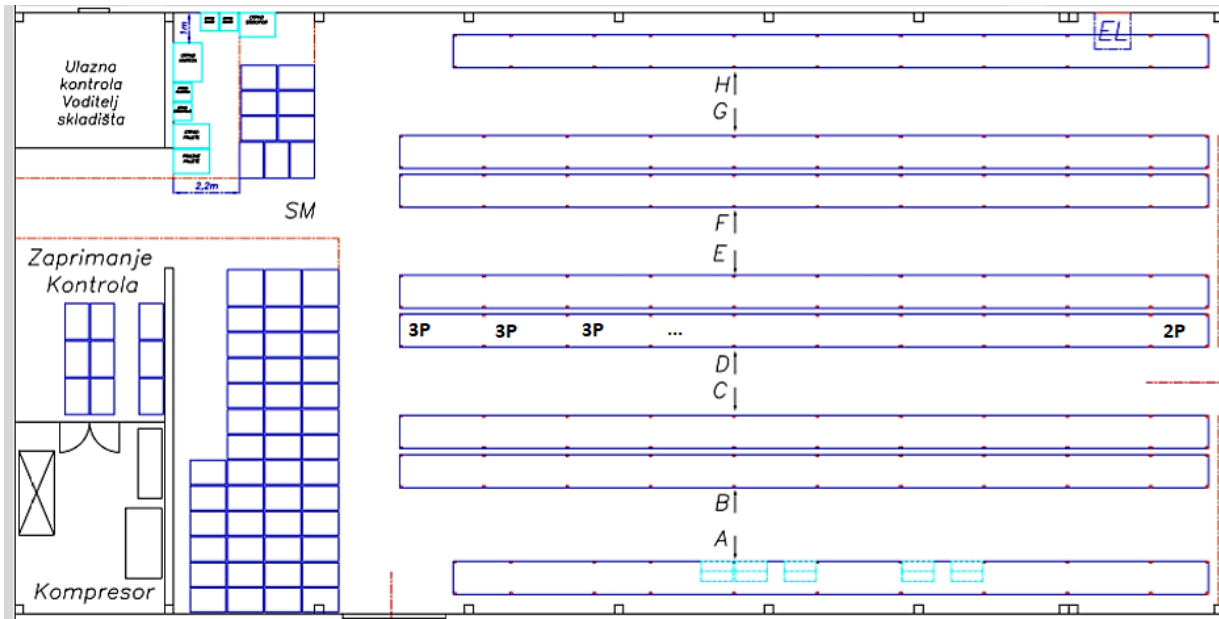 1m
EL
Ulazna
kontrola
Voditelj
skladišta
H
G
2,2m
SM
F
E
Zaprimanje
Kontrola
3P
3P
3P
...
2P
D
C
B
A
Kompresor